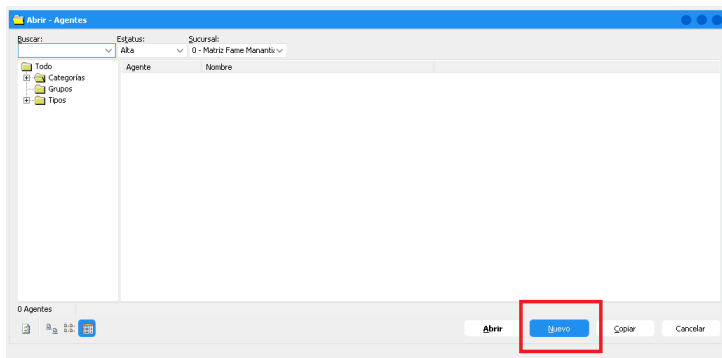 Abrir - Agentes
Buscar: Estatus: Sucursal:
Alta 0 - Matriz Fame Manantia
Todo
Categorías
Grupos
Tipos
Agente Nombre
0 Agentes
Abrir Nuevo Copiar Cancelar